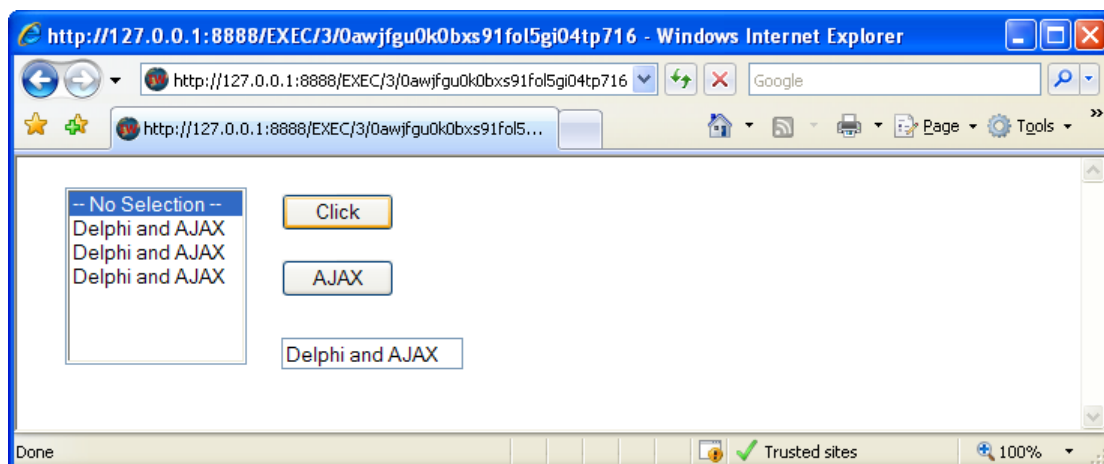 http://127.0.0.1:8888/EXEC/3/0awjfgu0k0bxs91fol5gi04tp716 - Windows Internet Explorer
http://127.0.0.1:8888/EXEC/3/0awjfgu0k0bxs91fol5gi04tp716
Google
http://127.0.0.1:8888/EXEC/3/0awjfgu0k0bxs91fol5...
Page
Tools
»
-- No Selection --
Delphi and AJAX
Delphi and AJAX
Delphi and AJAX
Click
AJAX
Delphi and AJAX
Done
Trusted sites
100%